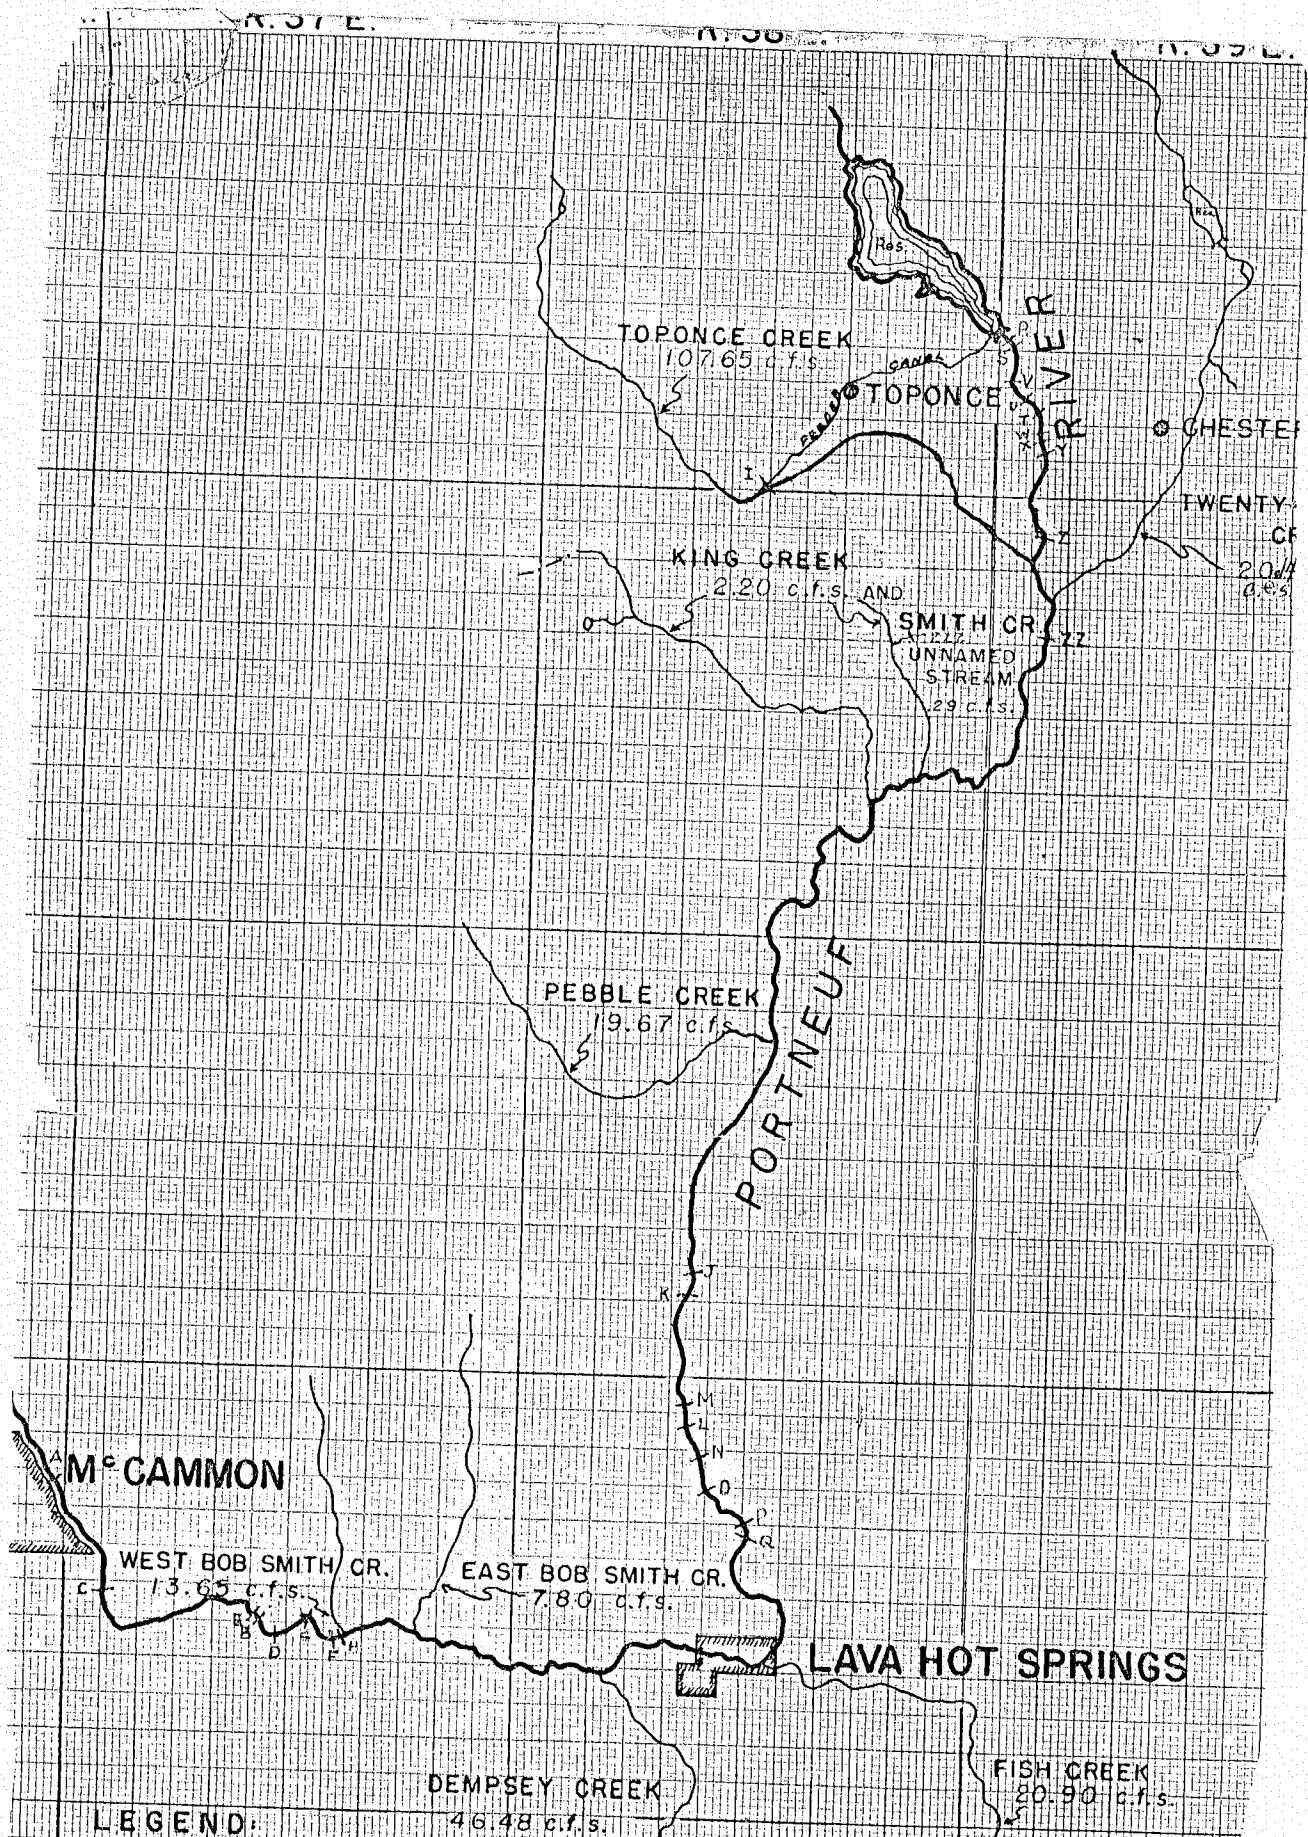 R. 37 E.
R. 38
R. 39 E.
Res.
Res.
TOPONCE CREEK
107.65 c.f.s.
CANAL
P
S
RIVER
TOPONCE
V
U
T
X
Y
CHESTER
I
TWENTY-
Z
KING CREEK
2.20 c.f.s. AND
SMITH CR.
ZZZ
ZZ
UNNAMED
STREAM
.29 c.f.s.
PEBBLE CREEK
19.67 c.f.s.
PORTNEUF
J
K
M
L
N
O
P
Q
A
McCAMMON
WEST BOB SMITH CR.
13.65 c.f.s.
EAST BOB SMITH CR.
7.80 c.f.s.
C
B
D
E
F
H
LAVA HOT SPRINGS
FISH CREEK
20.90 c.f.s.
DEMPSEY CREEK
46.48 c.f.s.
LEGEND: